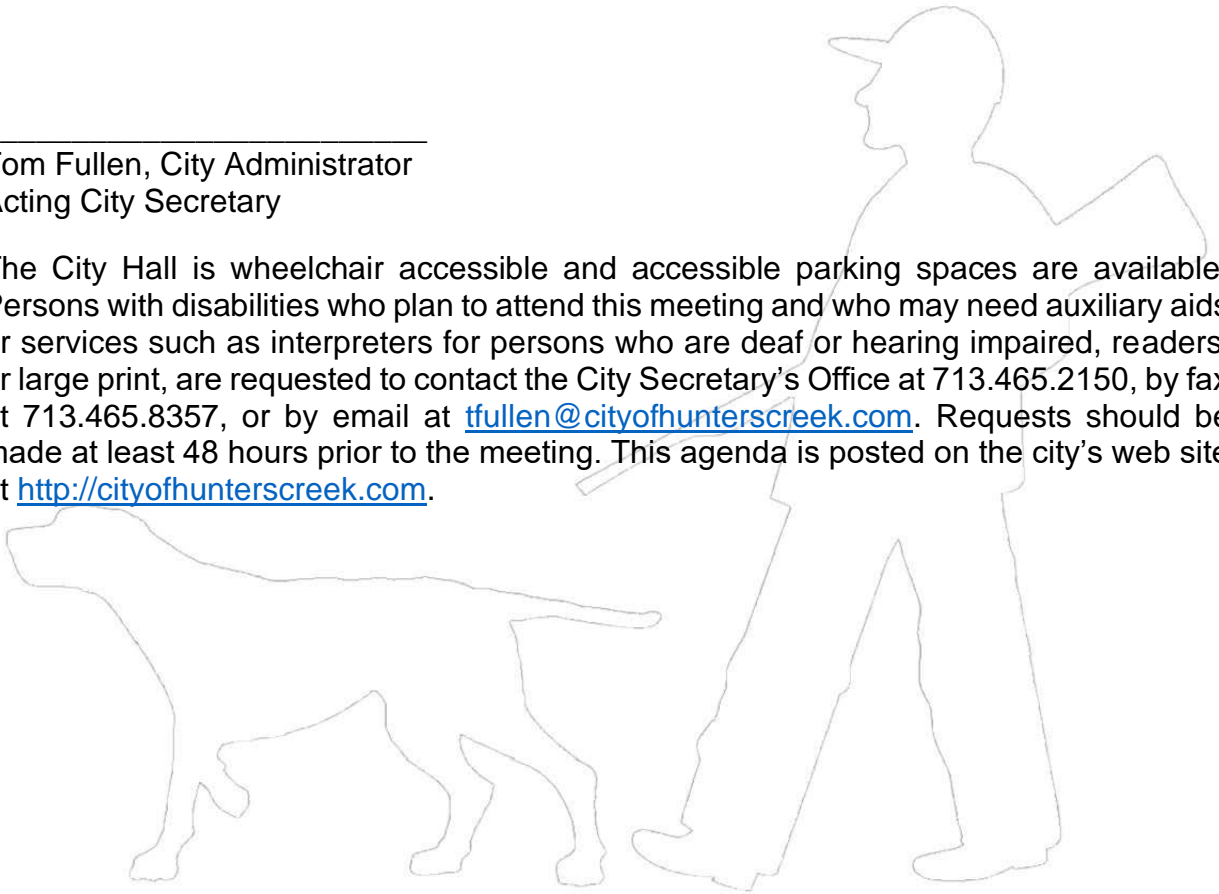 Tom Fullen, City Administrator
Acting City Secretary
The City Hall is wheelchair accessible and accessible parking spaces are available
Persons with disabilities who plan to attend this meeting and who may need auxiliary aids
r services such as interpreters for persons who are deaf or hearing impaired, readers
r large print, are requested to contact the City Secretary's Office at 713.465.2150, by fax
t 713.465.8357, or by email at tfullen@cityofhunterscreek.com. Requests should be
made at least 48 hours prior to the meeting. This agenda is posted on the city's web site
t http://cityofhunterscreek.com.